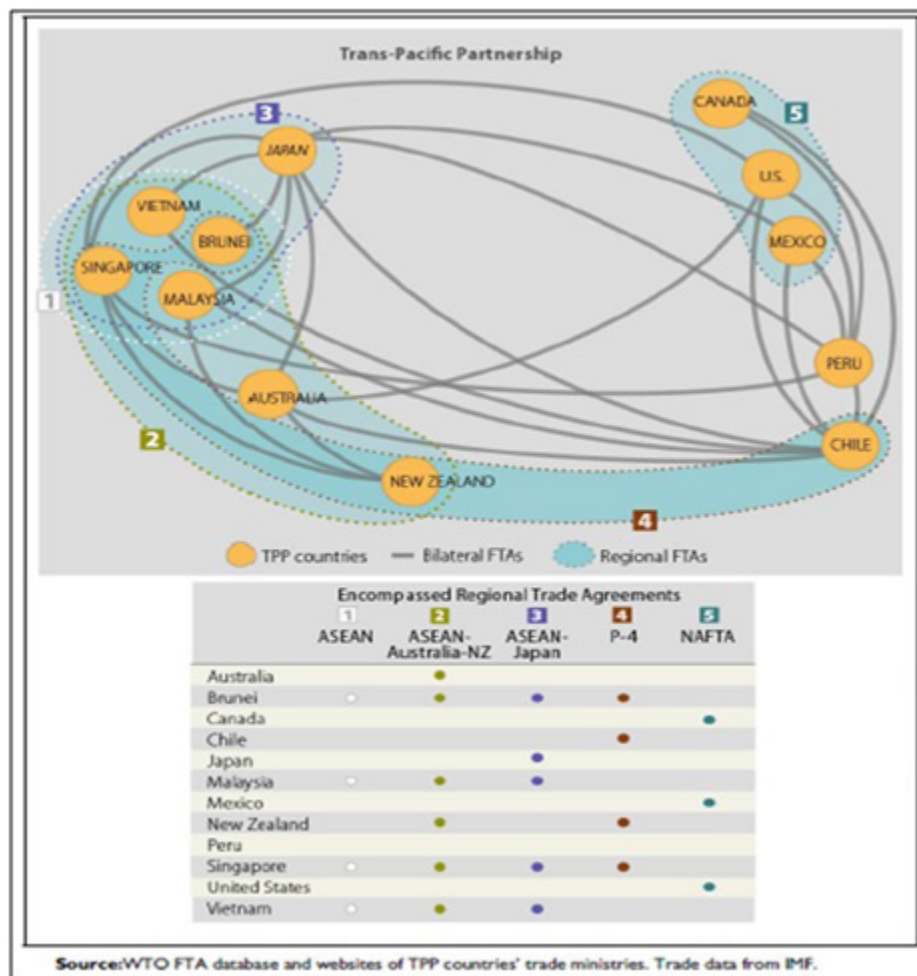 Trans-Pacific Partnership
3
CANADA
5
JAPAN
U.S.
VIETNAM
BRUNEI
MEXICO
SINGAPORE
1
MALAYSIA
PERU
AUSTRALIA
2
CHILE
NEW ZEALAND
4
TPP countries
Bilateral FTAs
Regional FTAs
Encompassed Regional Trade Agreements
1 2 3 4 5
ASEAN ASEAN- ASEAN- P-4 NAFTA
Australia-NZ Japan
Australia
Brunei
Canada
Chile
Japan
Malaysia
Mexico
New Zealand
Peru
Singapore
United States
Vietnam
Source:WTO FTA database and websites of TPP countries' trade ministries. Trade data from IMF.